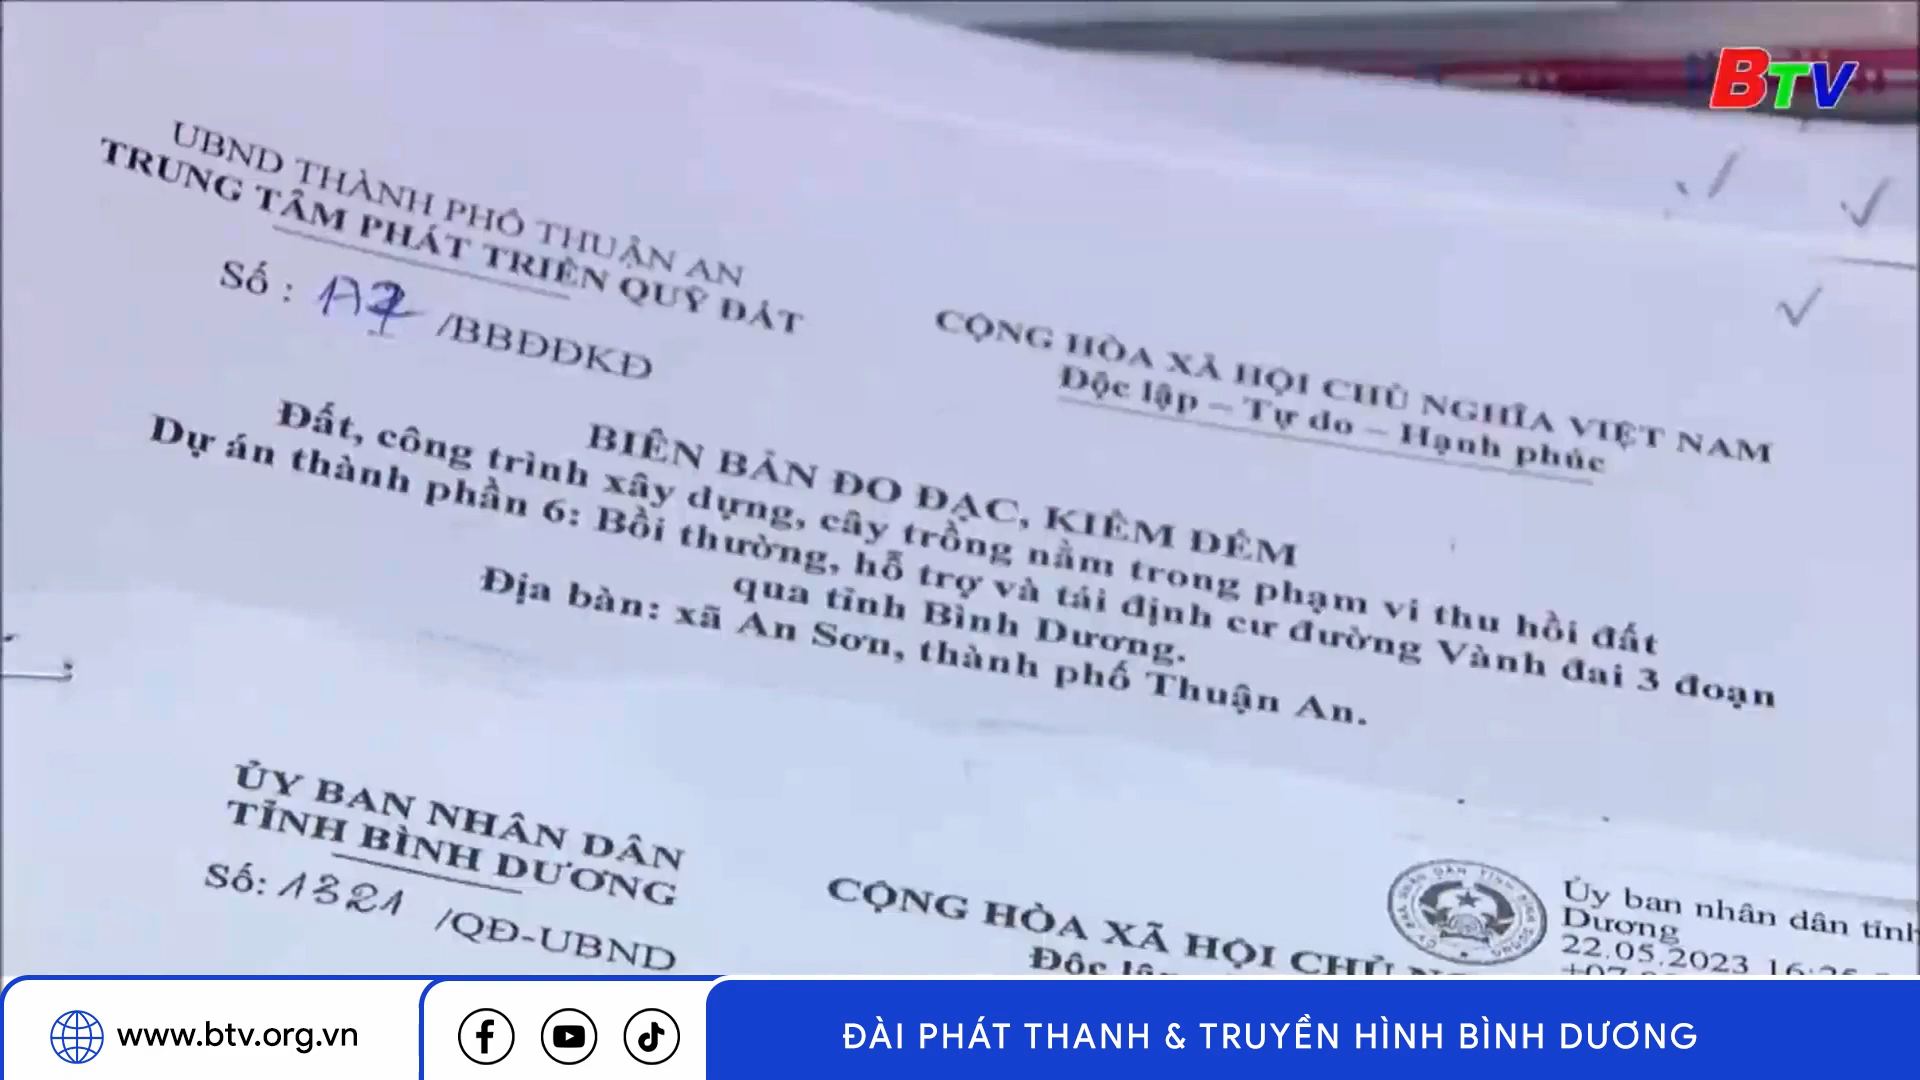 BTV
UBND THÀNH PHỐ THUẬN AN
TRUNG TÂM PHÁT TRIỂN QUỸ ĐẤT
Số : /BBĐĐKĐ
CỘNG HÒA XÃ HỘI CHỦ NGHĨA VIỆT NAM
Độc lập – Tự do – Hạnh phúc
BIÊN BẢN ĐO ĐẠC, KIỂM ĐẾM
Đất, công trình xây dựng, cây trồng nằm trong phạm vi thu hồi đất
Dự án thành phần 6: Bồi thường, hỗ trợ và tái định cư đường Vành đai 3 đoạn
qua tỉnh Bình Dương.
Địa bàn: xã An Sơn, thành phố Thuận An.
ỦY BAN NHÂN DÂN
TỈNH BÌNH DƯƠNG
Số: 1321 /QĐ-UBND
CỘNG HÒA XÃ HỘI CHỦ
Độc
Ủy ban nhân dân tỉnh
Dương
22.05.2023
www.btv.org.vn
ĐÀI PHÁT THANH & TRUYỀN HÌNH BÌNH DƯƠNG